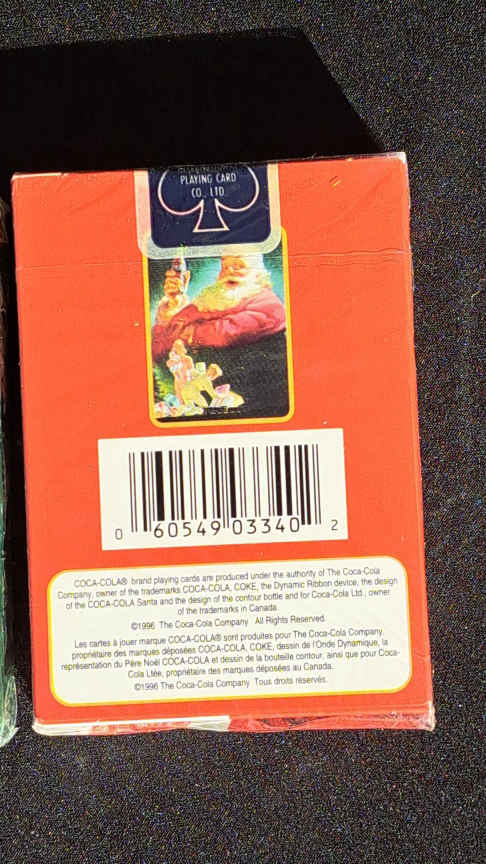 PLAYING CARD
CO., LTD.
0 60549 03340 2
COCA-COLA® brand playing cards are produced under the authority of The Coca-Cola
Company, owner of the trademarks COCA-COLA, COKE, the Dynamic Ribbon device, the design
of the COCA-COLA Santa and the design of the contour bottle and for Coca-Cola Ltd., owner
of the trademarks in Canada.
©1996 The Coca-Cola Company All Rights Reserved.
Les cartes à jouer marque COCA-COLA® sont produites pour The Coca-Cola Company,
propriétaire des marques déposées COCA-COLA, COKE, dessin de l'Onde Dynamique, la
représentation du Père Noël COCA-COLA et dessin de la bouteille contour, ainsi que pour Coca-
Cola Ltée, propriétaire des marques déposées au Canada.
©1996 The Coca-Cola Company Tous droits réservés.